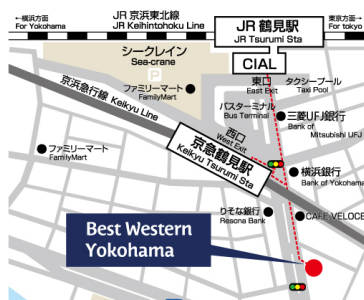 ←横浜方面
For Yokohama
JR 京浜東北線
JR Keihintohoku Line
JR 鶴見駅
JR Tsurumi Sta
東京方面→
For tokyo
シークレイン
Sea-crane
P
CIAL
東口
East Exit
タクシープール
Taxi Pool
京浜急行線 Keikyu Line
ファミリーマート
FamilyMart
バスターミナル
Bus Terminal
三菱UFJ銀行
Bank of
Mitsubishi UFJ
西口
West Exit
京急鶴見駅
Keikyu Tsurumi Sta
ファミリーマート
FamilyMart
横浜銀行
Bank of Yokohama
りそな銀行
Resona Bank
CAFE VELOCE
Best Western
Yokohama